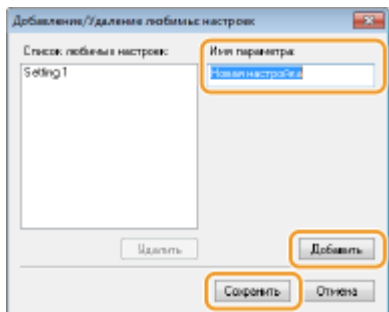 Добавление/Удаление любимых настроек
Список любимых настроек:
Имя параметра:
Setting 1
Новая настройка
Удалить
Добавить
Сохранить
Отмена